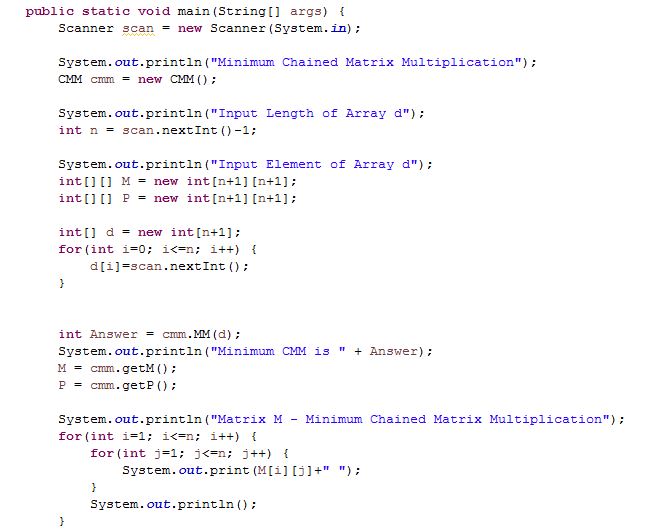 public static void main(String[] args) {
Scanner scan = new Scanner(System.in);
System.out.println("Minimum Chained Matrix Multiplication");
CMM cmm = new CMM();
System.out.println("Input Length of Array d");
int n = scan.nextInt()-1;
System.out.println("Input Element of Array d");
int[][] M = new int[n+1][n+1];
int[][] P = new int[n+1][n+1];
int[] d = new int[n+1];
for(int i=0; i<=n; i++) {
d[i]=scan.nextInt();
}
int Answer = cmm.MM(d);
System.out.println("Minimum CMM is " + Answer);
M = cmm.getM();
P = cmm.getP();
System.out.println("Matrix M - Minimum Chained Matrix Multiplication");
for(int i=1; i<=n; i++) {
for(int j=1; j<=n; j++) {
System.out.print(M[i][j]+" ");
}
System.out.println();
}